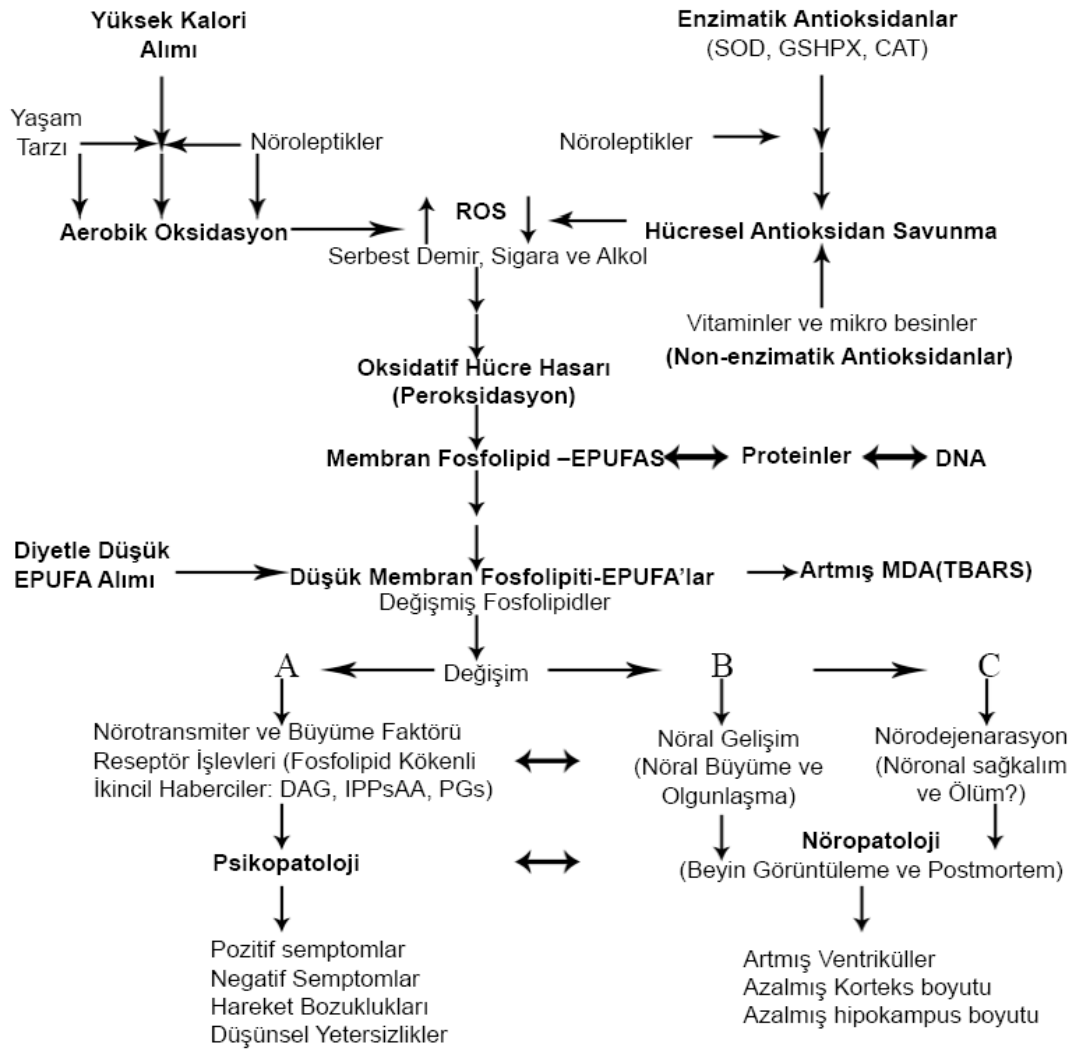 Yüksek Kalori
Alımı
Enzimatik Antioksidanlar
(SOD, GSHPX, CAT)
Yaşam
Tarzı
Nöroleptikler
Nöroleptikler
Aerobik Oksidasyon
ROS
Hücresel Antioksidan Savunma
Serbest Demir, Sigara ve Alkol
Vitaminler ve mikro besinler
(Non-enzimatik Antioksidanlar)
Oksidatif Hücre Hasarı
(Peroksidasyon)
Membran Fosfolipid –EPUFAS
Proteinler
DNA
Diyetle Düşük
EPUFA Alımı
Düşük Membran Fosfolipiti-EPUFA’lar
Değişmiş Fosfolipidler
Artmış MDA(TBARS)
A
Değişim
B
C
Nörotransmiter ve Büyüme Faktörü
Reseptör İşlevleri (Fosfolipid Kökenli
İkincil Haberciler: DAG, IPPsAA, PGs)
Nöral Gelişim
(Nöral Büyüme ve
Olgunlaşma)
Nörodejenarasyon
(Nöronal sağkalım
ve Ölüm?)
Psikopatoloji
Nöropatoloji
(Beyin Görüntüleme ve Postmortem)
Pozitif semptomlar
Negatif Semptomlar
Hareket Bozuklukları
Düşünsel Yetersizlikler
Artmış Ventriküller
Azalmış Korteks boyutu
Azalmış hipokampus boyutu